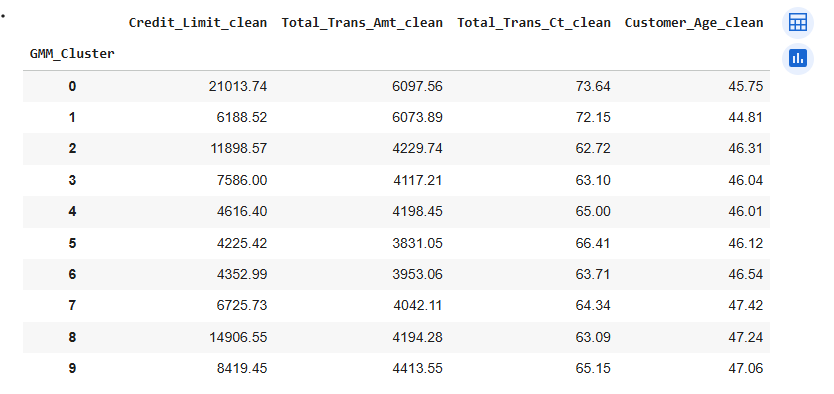 Credit_Limit_clean Total_Trans_Amt_clean Total_Trans_Ct_clean Customer_Age_clean
GMM_Cluster
0 21013.74 6097.56 73.64 45.75
1 6188.52 6073.89 72.15 44.81
2 11898.57 4229.74 62.72 46.31
3 7586.00 4117.21 63.10 46.04
4 4616.40 4198.45 65.00 46.01
5 4225.42 3831.05 66.41 46.12
6 4352.99 3953.06 63.71 46.54
7 6725.73 4042.11 64.34 47.42
8 14906.55 4194.28 63.09 47.24
9 8419.45 4413.55 65.15 47.06